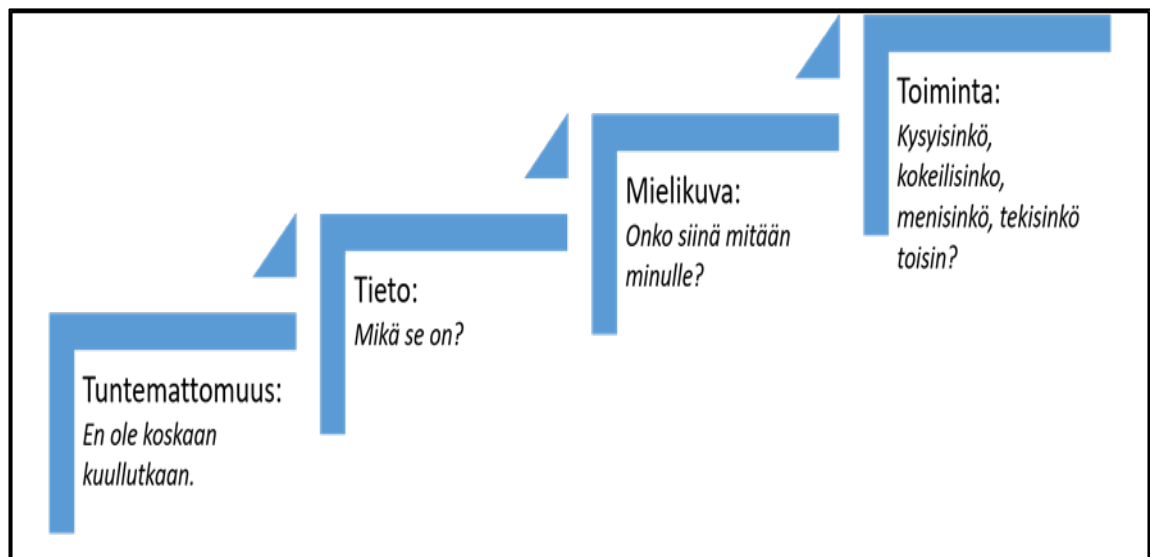 Tuntemattomuus:
En ole koskaan
kuullutkaan.
Tieto:
Mikä se on?
Mielikuva:
Onko siinä mitään
minulle?
Toiminta:
Kysyisinkö,
kokeilisinko,
menisinkö, tekisinkö
toisin?